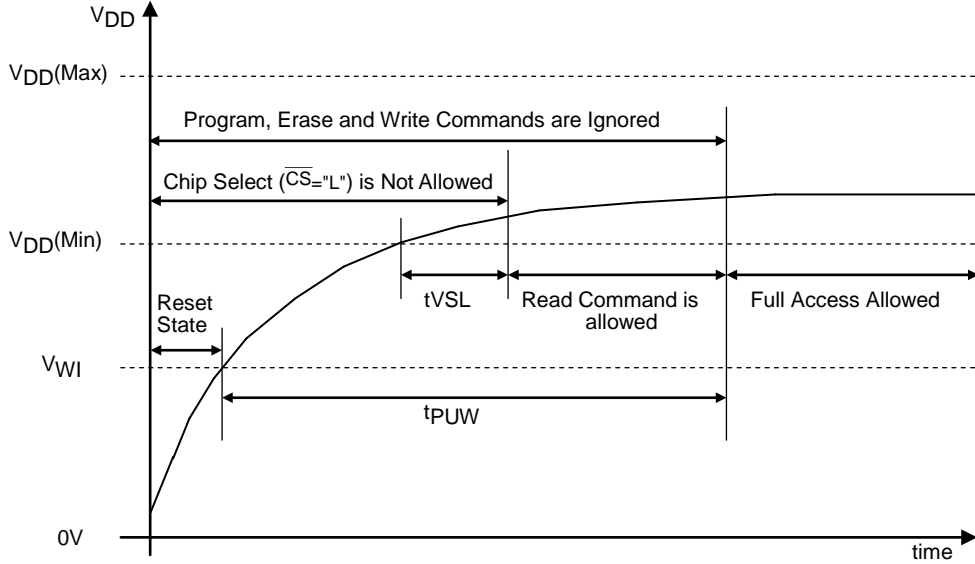 VDD
VDD(Max)
Program, Erase and Write Commands are Ignored
Chip Select (CS="L") is Not Allowed
VDD(Min)
tVSL
Read Command is
allowed
Full Access Allowed
Reset
State
VWI
tPUW
0V
time